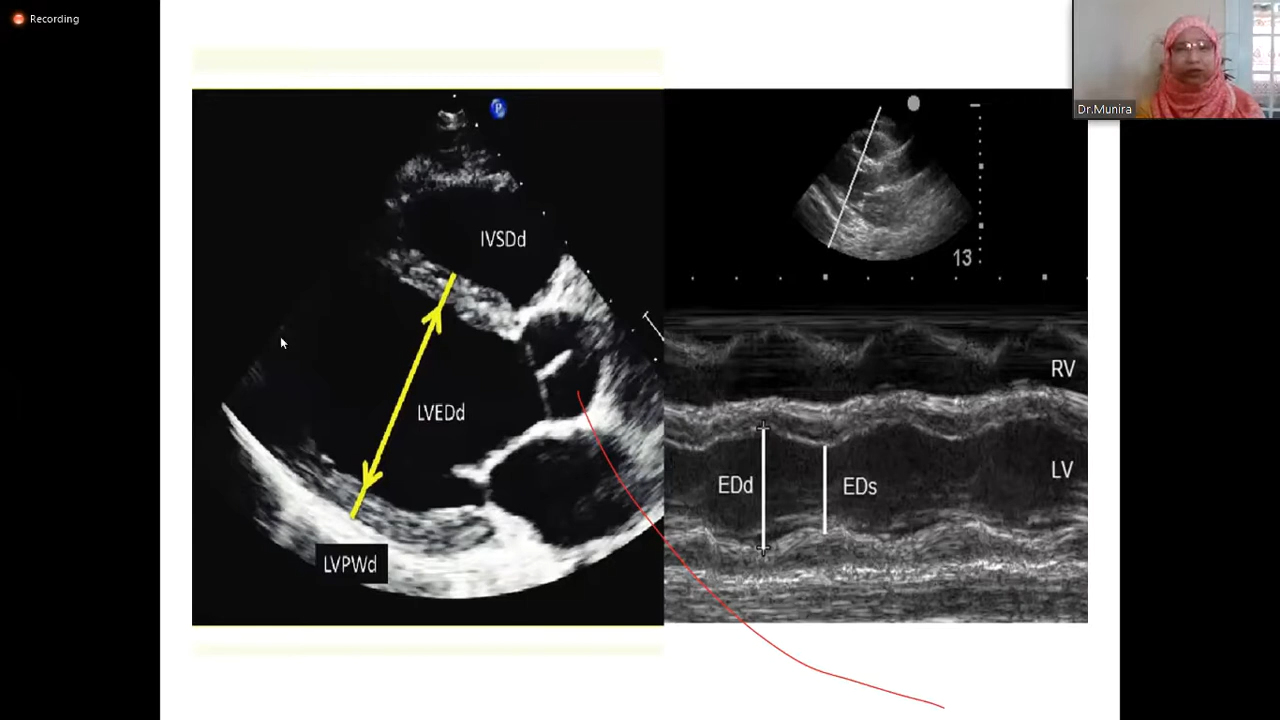 Recording
Dr.Munira
P
IVSDd
LVEDd
LVPWd
13
RV
LV
EDd
EDs